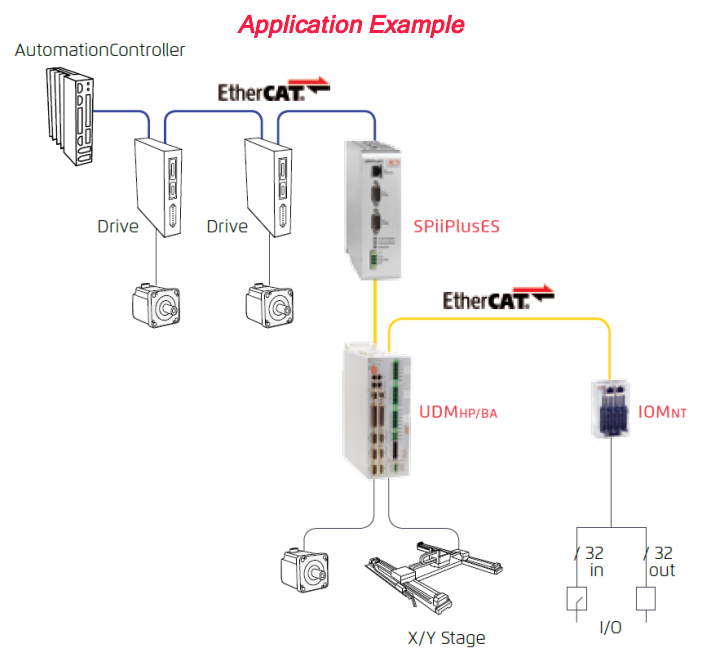 Application Example
AutomationController
EtherCAT.
Drive
Drive
SPiiPlusES
EtherCAT.
UDMHP/BA
IOMNT
/ 32
in
/ 32
out
I/O
X/Y Stage